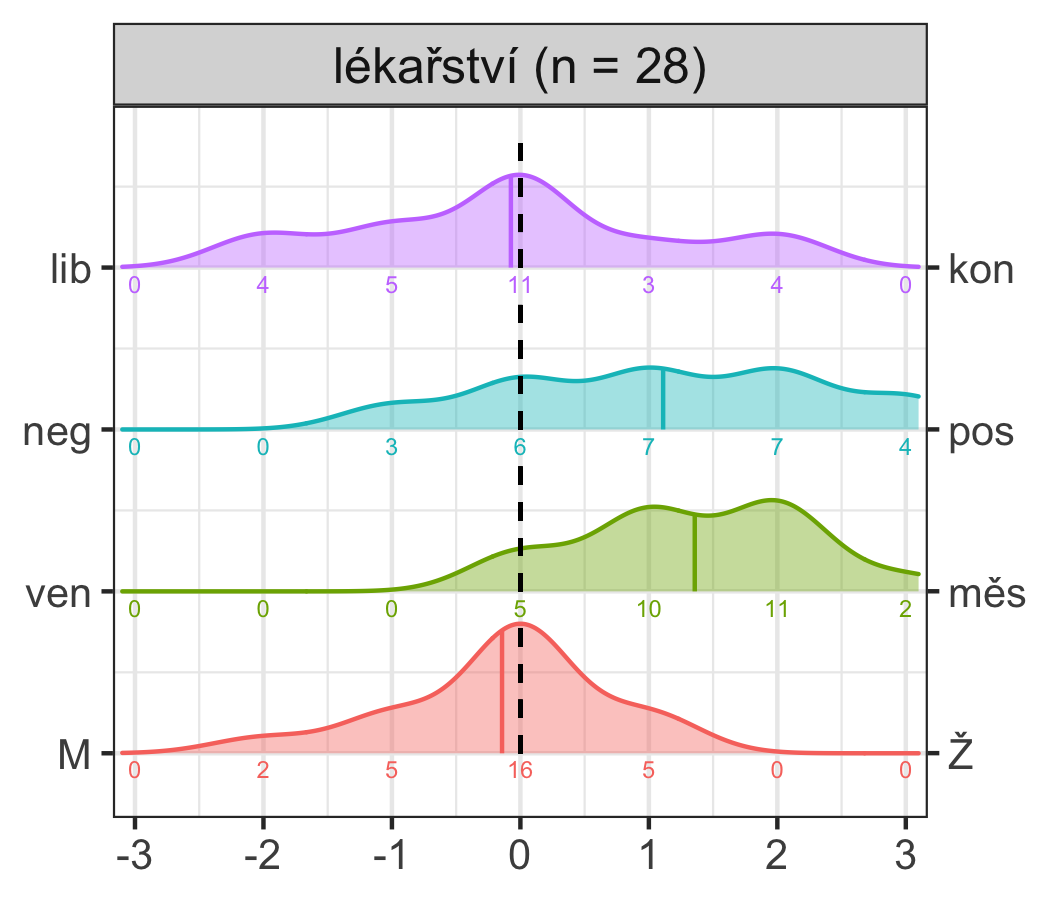 lékařství (n = 28)
lib kon
0 4 5 11 3 4 0
neg pos
0 0 3 6 7 7 4
ven měs
0 0 0 5 10 11 2
M Ž
0 2 5 16 5 0 0
-3 -2 -1 0 1 2 3